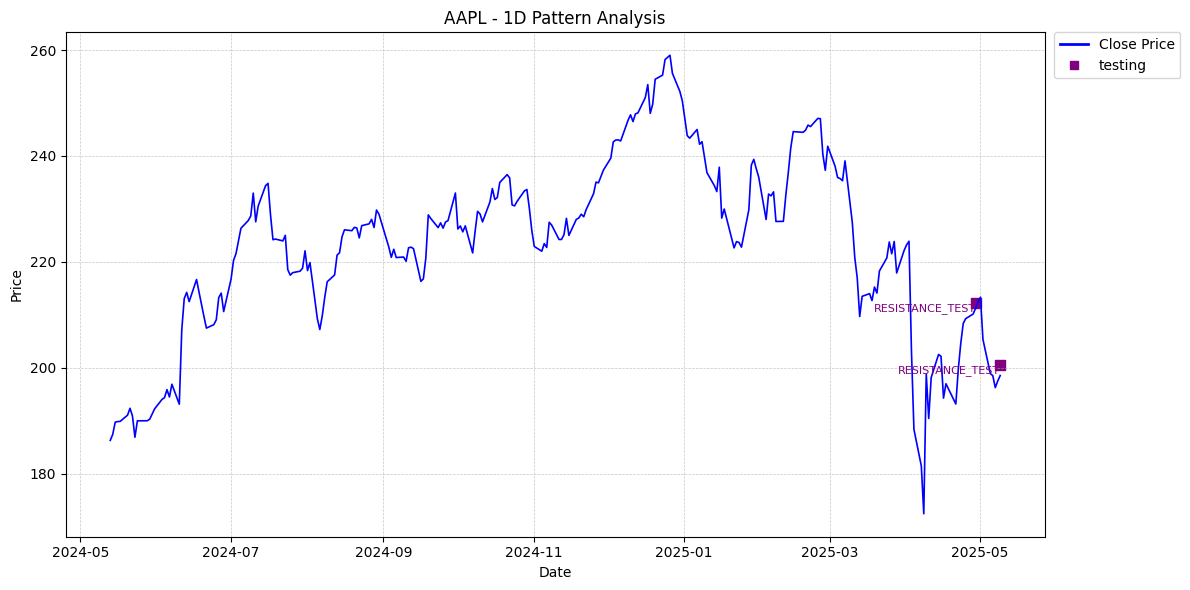 AAPL - 1D Pattern Analysis
Close Price
testing
260
240
220
200
180
Price
RESISTANCE_TEST
RESISTANCE_TEST
2024-05
2024-07
2024-09
2024-11
2025-01
2025-03
2025-05
Date